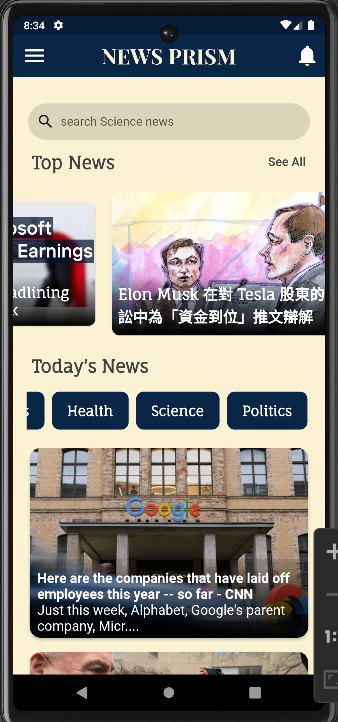 8:34
NEWS PRISM
search Science news
Top News
See All
osoft
Earnings
adlining
k
Elon Musk 在對 Tesla 股東的
訟中為「資金到位」推文辯解
Today's News
s
Health
Science
Politics
Google
Here are the companies that have laid off
employees this year -- so far - CNN
Just this week, Alphabet, Google's parent
company, Micr....